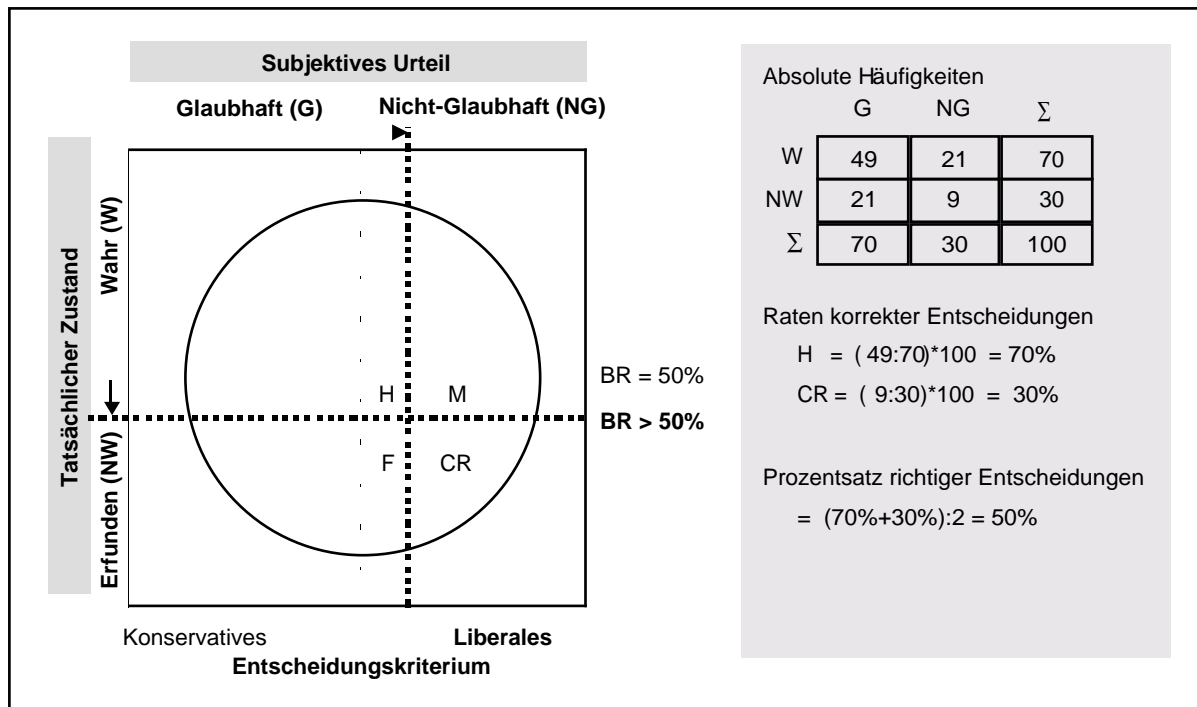 Subjektives Urteil
Glaubhaft (G) Nicht-Glaubhaft (NG)
Tatsächlicher Zustand
Wahr (W)
Erfunden (NW)
H M
F CR
BR = 50%
BR > 50%
Konservatives Liberales
Entscheidungskriterium
Absolute Häufigkeiten
G NG Σ
W 49 21 70
NW 21 9 30
Σ 70 30 100
Raten korrekter Entscheidungen
H = ( 49:70)*100 = 70%
CR = ( 9:30)*100 = 30%
Prozentsatz richtiger Entscheidungen
= (70%+30%):2 = 50%